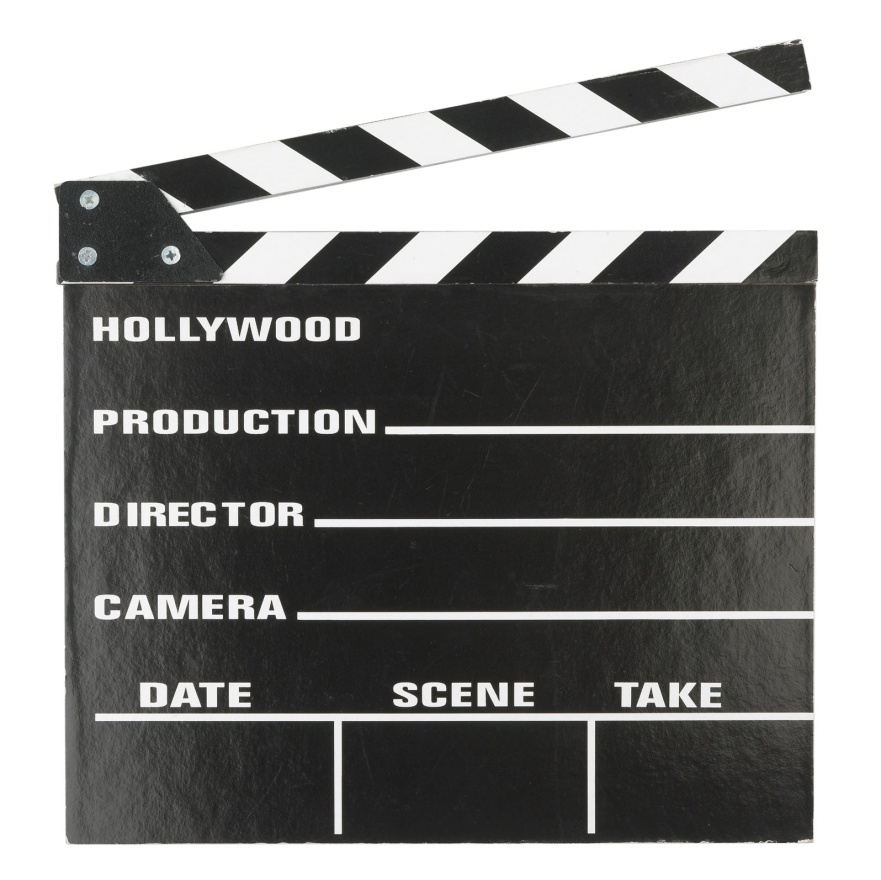 HOLLYWOOD
PRODUCTION
DIRECTOR
CAMERA
DATE SCENE TAKE